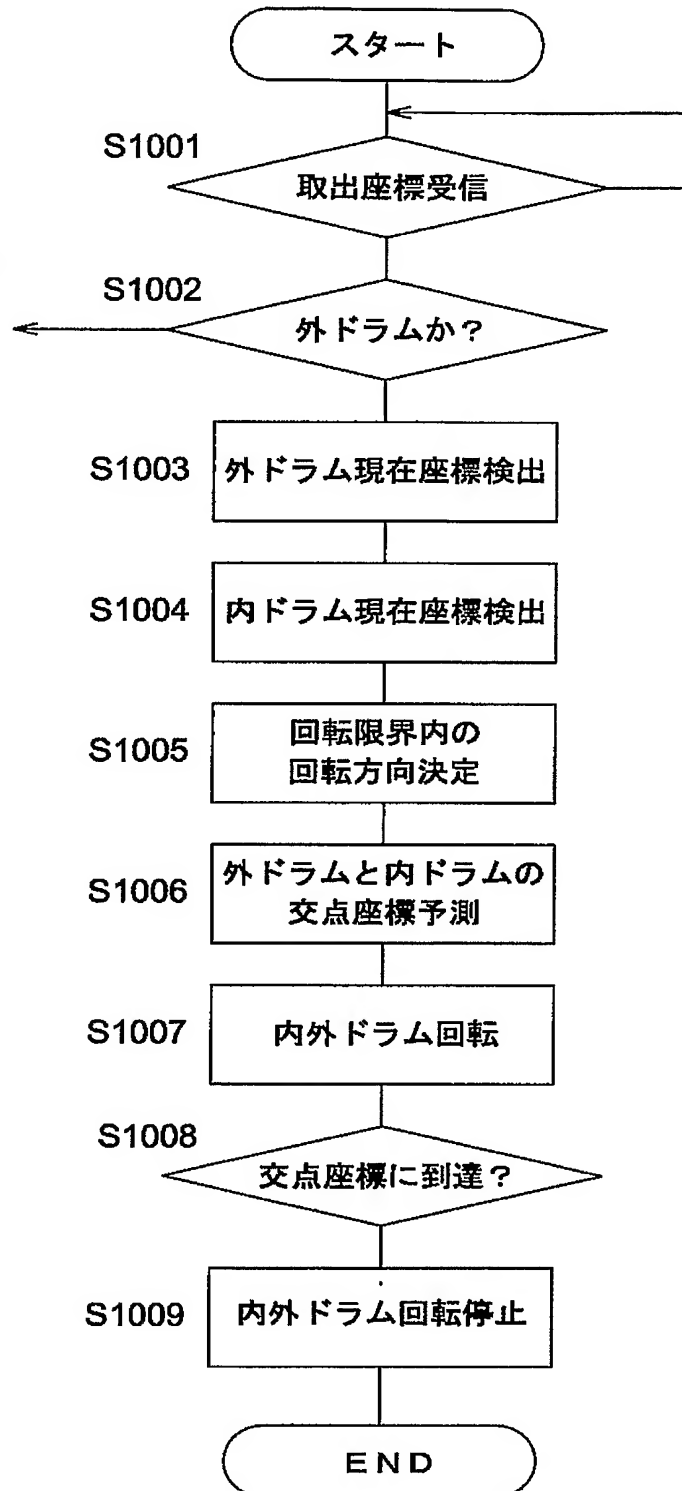 スタート
S1001
取出座標受信
S1002
外ドラムか？
S1003
外ドラム現在座標検出
S1004
内ドラム現在座標検出
S1005
回転限界内の
回転方向決定
S1006
外ドラムと内ドラムの
交点座標予測
S1007
内外ドラム回転
S1008
交点座標に到達？
S1009
内外ドラム回転停止
END